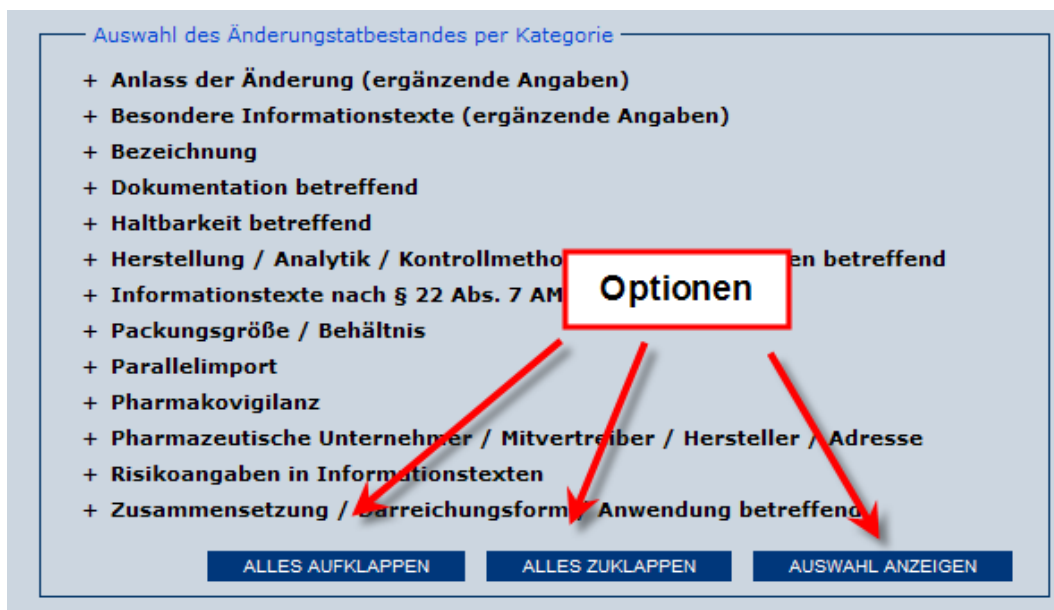 Auswahl des Änderungstatbestandes per Kategorie
+ Anlass der Änderung (ergänzende Angaben)
+ Besondere Informationstexte (ergänzende Angaben)
+ Bezeichnung
+ Dokumentation betreffend
+ Haltbarkeit betreffend
+ Herstellung / Analytik / Kontrollmetho en betreffend
+ Informationstexte nach § 22 Abs. 7 AM
Optionen
+ Packungsgröße / Behältnis
+ Parallelimport
+ Pharmakovigilanz
+ Pharmazeutische Unternehmer / Mitvertreiber / Hersteller / Adresse
+ Risikoangaben in Informationstexten
+ Zusammensetzung / Darreichungsform / Anwendung betreffend
ALLES AUFKLAPPEN ALLES ZUKLAPPEN AUSWAHL ANZEIGEN